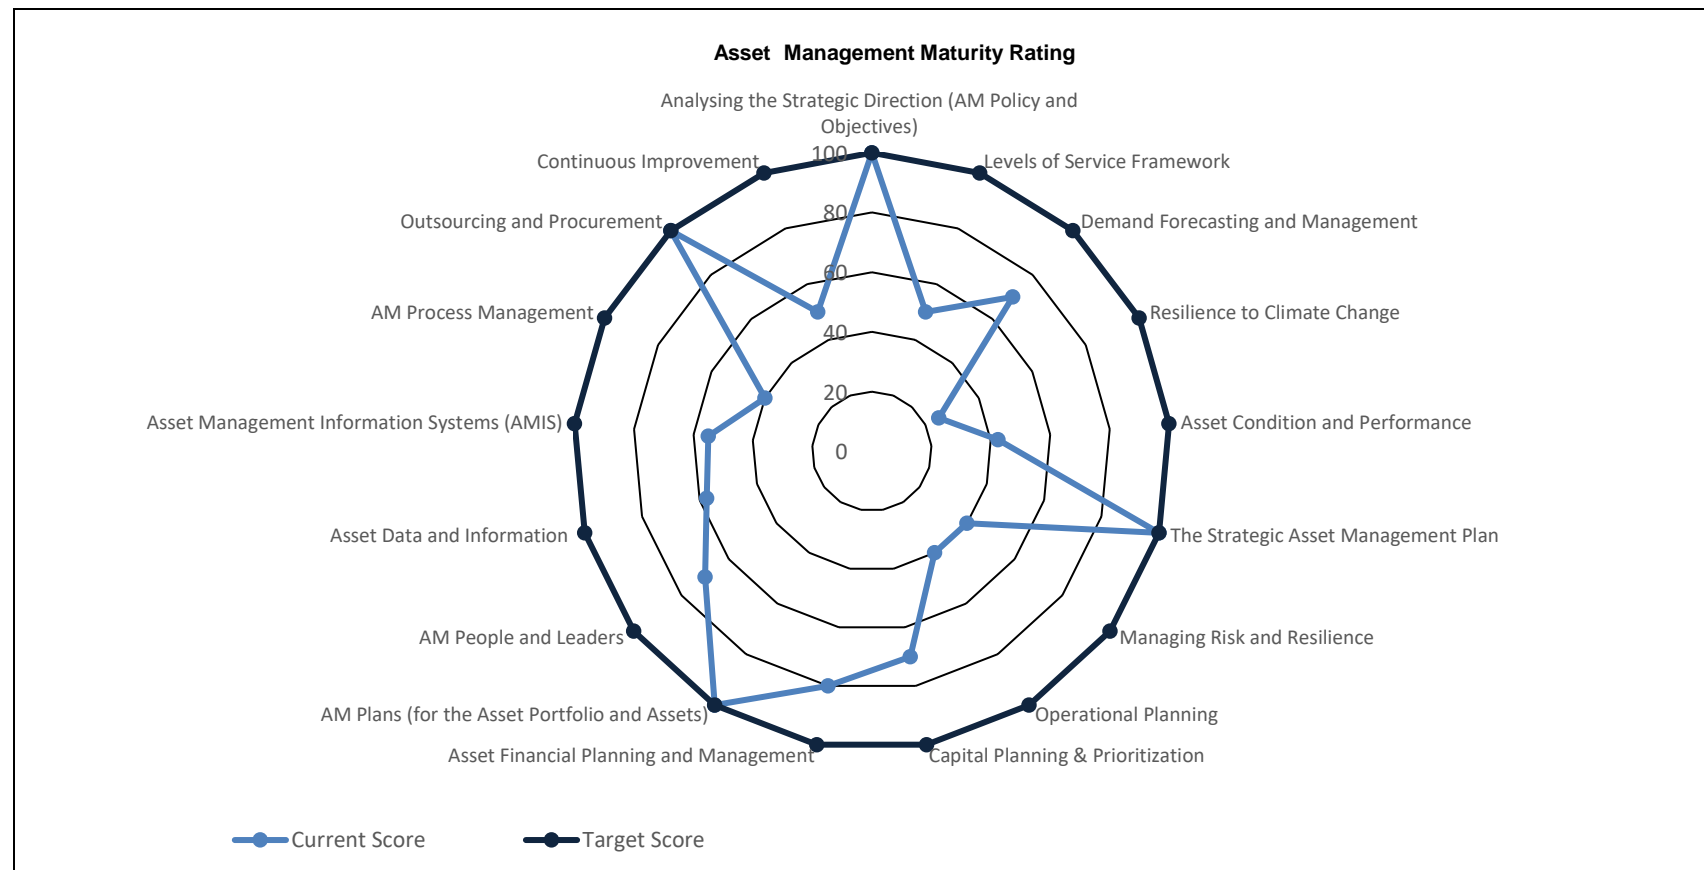 Asset Management Maturity Rating
Analysing the Strategic Direction (AM Policy and
Objectives)
Levels of Service Framework
Demand Forecasting and Management
Resilience to Climate Change
Asset Condition and Performance
The Strategic Asset Management Plan
Managing Risk and Resilience
Operational Planning
Capital Planning & Prioritization
Asset Financial Planning and Management
AM Plans (for the Asset Portfolio and Assets)
AM People and Leaders
Asset Data and Information
Asset Management Information Systems (AMIS)
AM Process Management
Outsourcing and Procurement
Continuous Improvement
100
80
60
40
20
0
Current Score
Target Score